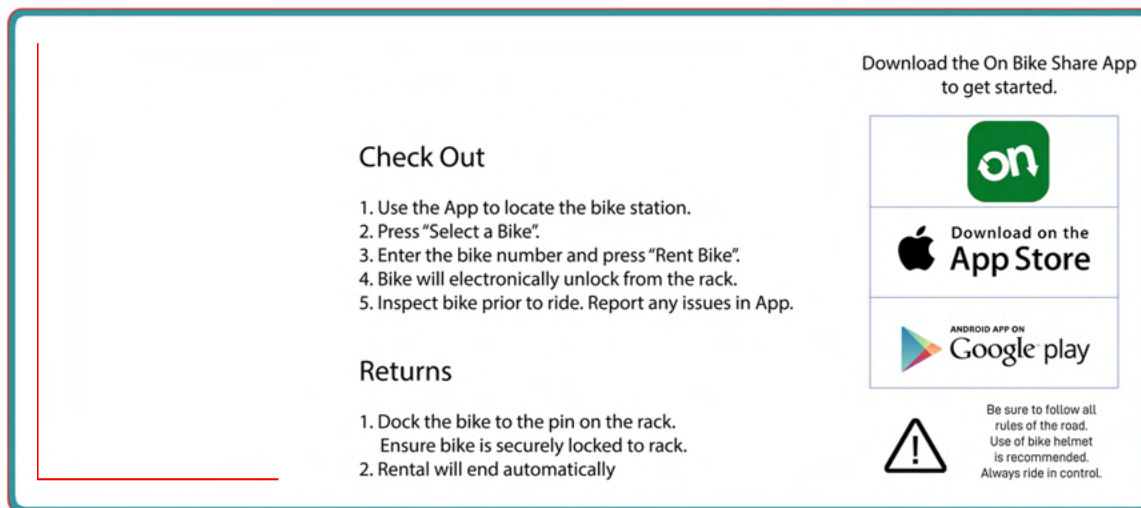 Download the On Bike Share App
to get started.
on
Download on the
App Store
ANDROID APP ON
Google play
Check Out
1. Use the App to locate the bike station.
2. Press “Select a Bike”.
3. Enter the bike number and press “Rent Bike”.
4. Bike will electronically unlock from the rack.
5. Inspect bike prior to ride. Report any issues in App.
Returns
1. Dock the bike to the pin on the rack.
Ensure bike is securely locked to rack.
2. Rental will end automatically
Be sure to follow all
rules of the road.
Use of bike helmet
is recommended.
Always ride in control.